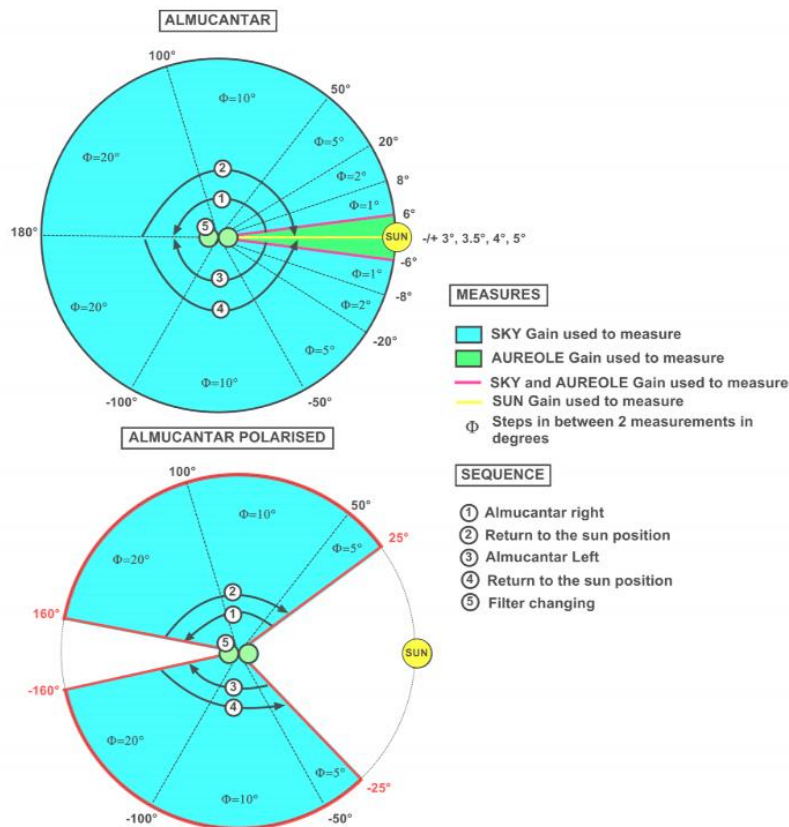 ALMUCANTAR
100°
50°
Φ=10°
Φ=5°
20°
Φ=20°
Φ=2°
8°
2
Φ=1°
1
6°
5
180°
SUN
-/+ 3°, 3.5°, 4°, 5°
-6°
3
Φ=1°
-8°
Φ=20°
4
Φ=2°
-20°
Φ=5°
Φ=10°
-100°
-50°
MEASURES
SKY Gain used to measure
AUREOLE Gain used to measure
SKY and AUREOLE Gain used to measure
SUN Gain used to measure
Φ Steps in between 2 measurements in
degrees
ALMUCANTAR POLARISED
100°
50°
Φ=10°
25°
Φ=5°
Φ=20°
2
1
160°
5
SUN
-160°
3
4
Φ=20°
Φ=5°
-25°
Φ=10°
-100°
-50°
SEQUENCE
1 Almucantar right
2 Return to the sun position
3 Almucantar Left
4 Return to the sun position
5 Filter changing